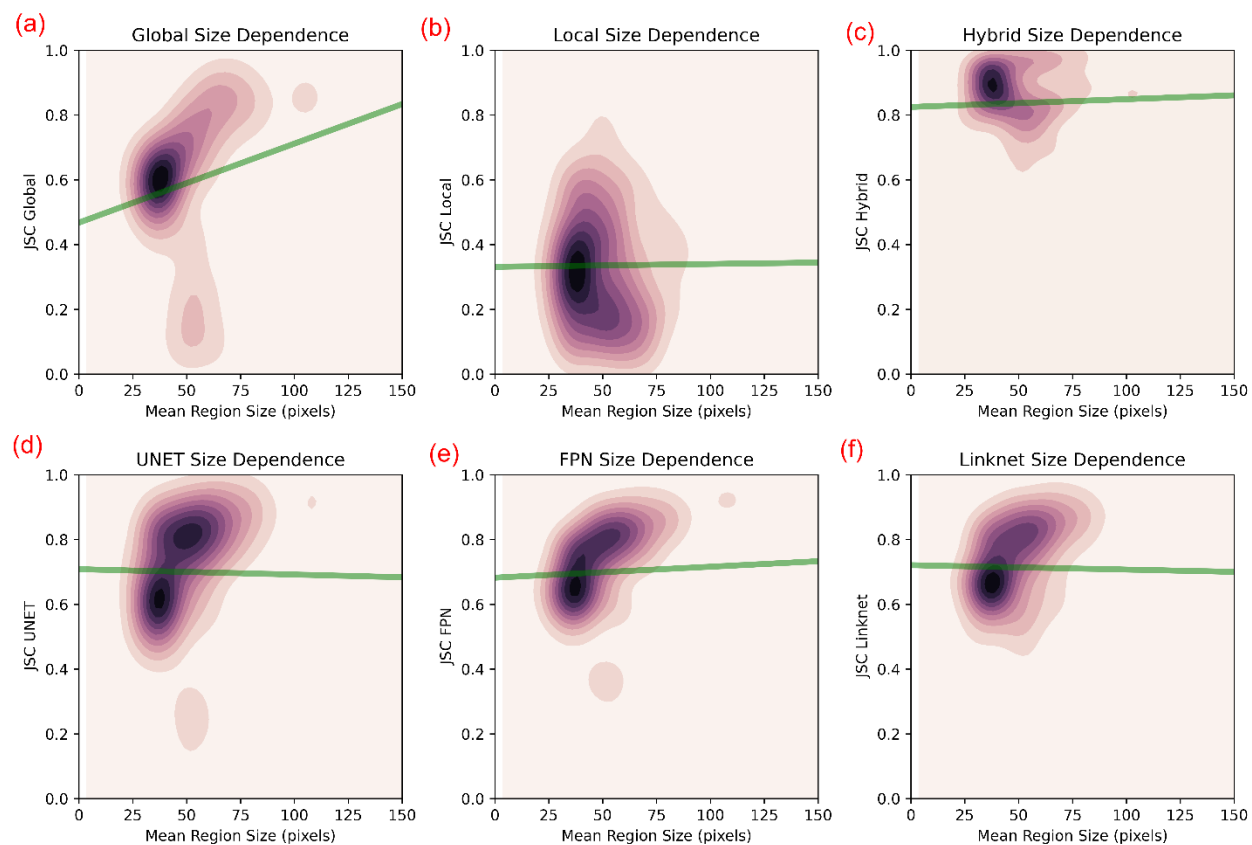 (a)
Global Size Dependence
JSC Global
1.0
0.8
0.6
0.4
0.2
0.0
0 25 50 75 100 125 150
Mean Region Size (pixels)
(b)
Local Size Dependence
JSC Local
1.0
0.8
0.6
0.4
0.2
0.0
0 25 50 75 100 125 150
Mean Region Size (pixels)
(c)
Hybrid Size Dependence
JSC Hybrid
1.0
0.8
0.6
0.4
0.2
0.0
0 25 50 75 100 125 150
Mean Region Size (pixels)
(d)
UNET Size Dependence
JSC UNET
1.0
0.8
0.6
0.4
0.2
0.0
0 25 50 75 100 125 150
Mean Region Size (pixels)
(e)
FPN Size Dependence
JSC FPN
1.0
0.8
0.6
0.4
0.2
0.0
0 25 50 75 100 125 150
Mean Region Size (pixels)
(f)
Linknet Size Dependence
JSC Linknet
1.0
0.8
0.6
0.4
0.2
0.0
0 25 50 75 100 125 150
Mean Region Size (pixels)